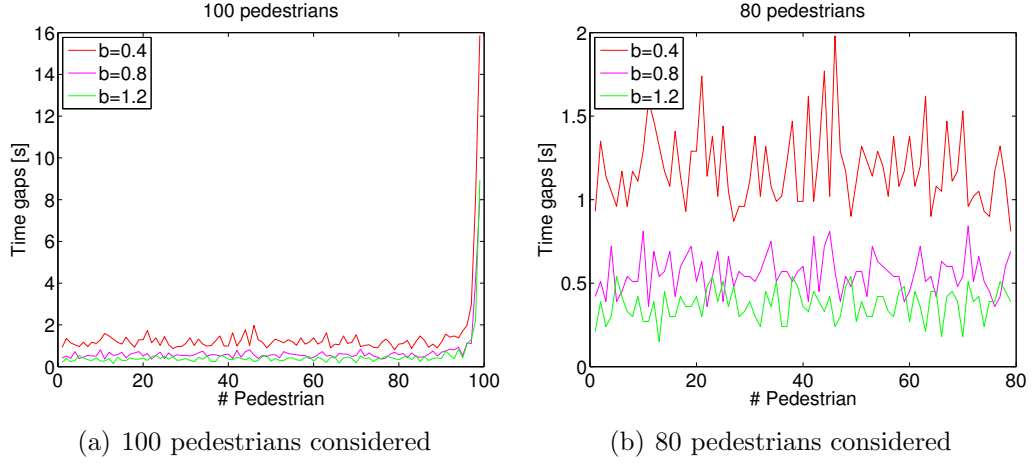 100 pedestrians
16
14
12
10
8
6
4
2
0
0
20
40
60
80
100
Time gaps [s]
# Pedestrian
b=0.4
b=0.8
b=1.2
(a) 100 pedestrians considered
80 pedestrians
2
1.5
1
0.5
0
0
20
40
60
80
Time gaps [s]
# Pedestrian
b=0.4
b=0.8
b=1.2
(b) 80 pedestrians considered